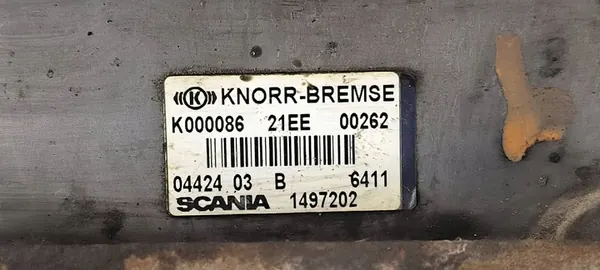 K KNORR-BREMSE
K000086 21EE 00262
04424 03 B 6411
SCANIA 1497202